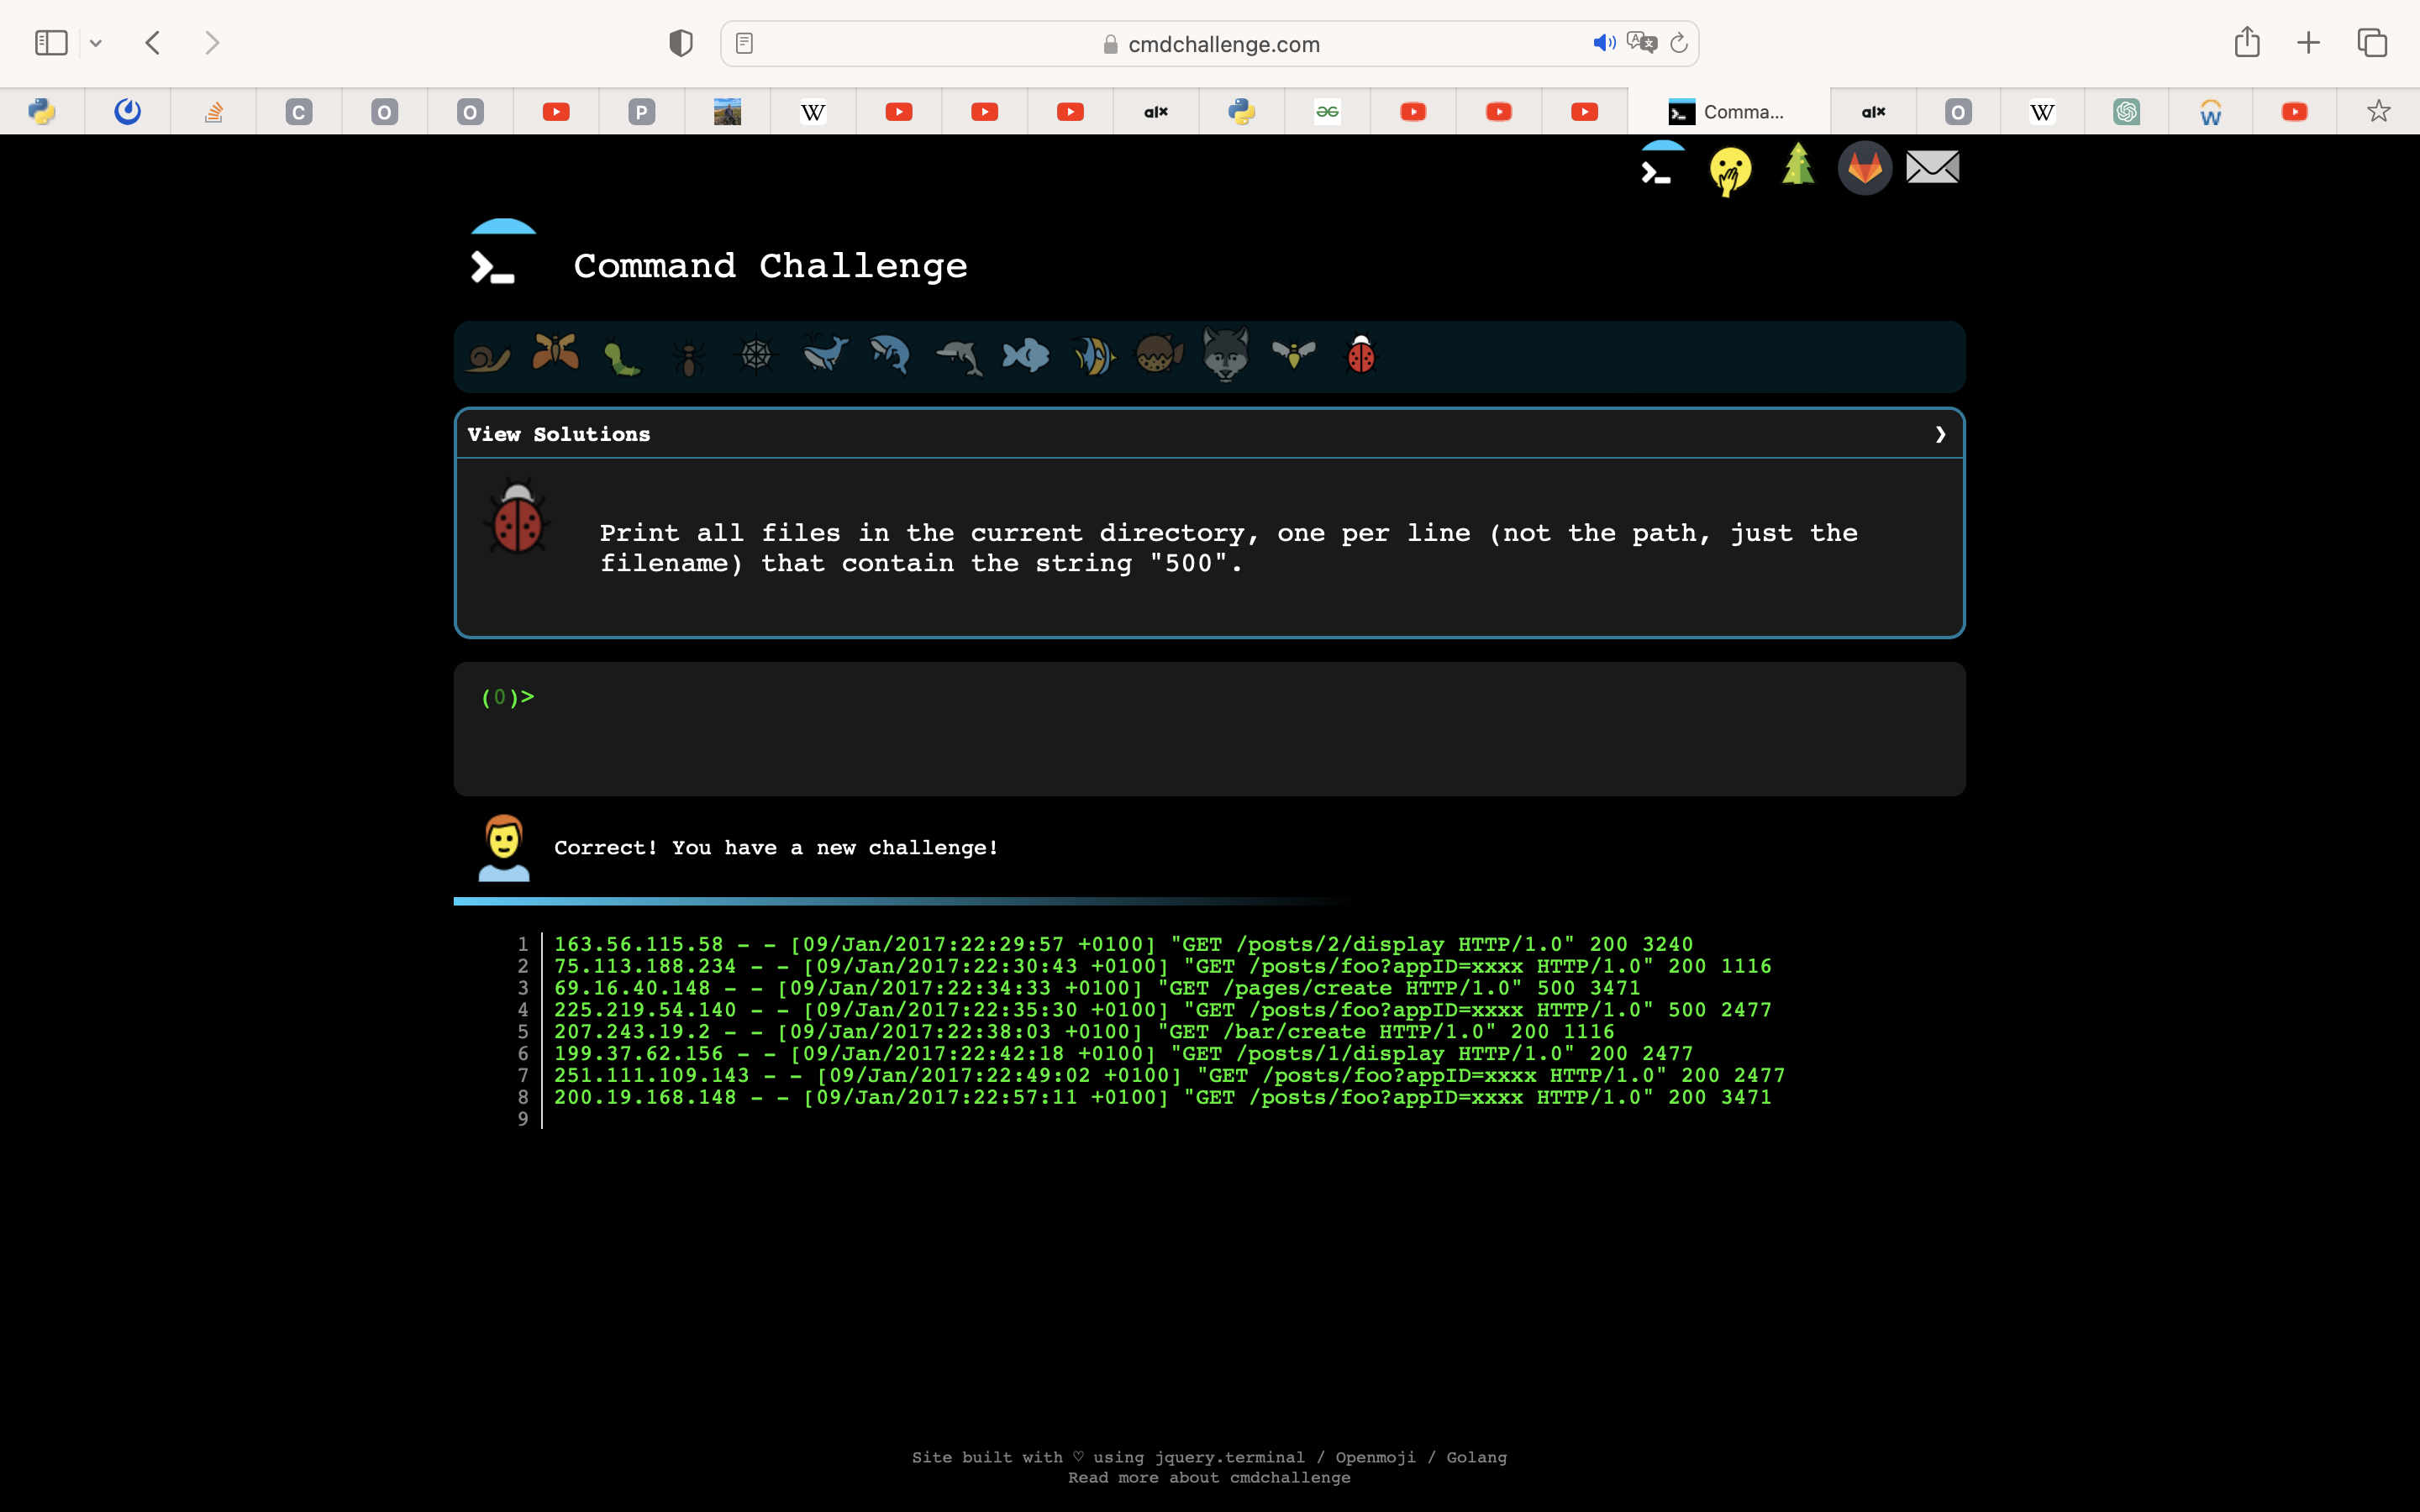 cmdchallenge.com
C
O
O
P
W
alx
Comma...
alx
O
W
W
Command Challenge
View Solutions
Print all files in the current directory, one per line (not the path, just the
filename) that contain the string "500".
(0)>
Correct! You have a new challenge!
1 163.56.115.58 - - [09/Jan/2017:22:29:57 +0100] "GET /posts/2/display HTTP/1.0" 200 3240
2 75.113.188.234 - - [09/Jan/2017:22:30:43 +0100] "GET /posts/foo?appID=xxxx HTTP/1.0" 200 1116
3 69.16.40.148 - - [09/Jan/2017:22:34:33 +0100] "GET /pages/create HTTP/1.0" 500 3471
4 225.219.54.140 - - [09/Jan/2017:22:35:30 +0100] "GET /posts/foo?appID=xxxx HTTP/1.0" 500 2477
5 207.243.19.2 - - [09/Jan/2017:22:38:03 +0100] "GET /bar/create HTTP/1.0" 200 1116
6 199.37.62.156 - - [09/Jan/2017:22:42:18 +0100] "GET /posts/1/display HTTP/1.0" 200 2477
7 251.111.109.143 - - [09/Jan/2017:22:49:02 +0100] "GET /posts/foo?appID=xxxx HTTP/1.0" 200 2477
8 200.19.168.148 - - [09/Jan/2017:22:57:11 +0100] "GET /posts/foo?appID=xxxx HTTP/1.0" 200 3471
9
Site built with ♡ using jquery.terminal / Openmoji / Golang
Read more about cmdchallenge